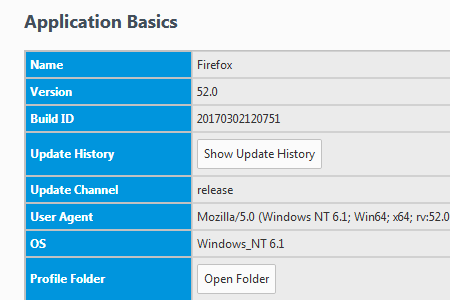 Application Basics
Name Firefox
Version 52.0
Build ID 20170302120751
Update History Show Update History
Update Channel release
User Agent Mozilla/5.0 (Windows NT 6.1; Win64; x64; rv:52.0
OS Windows_NT 6.1
Profile Folder Open Folder